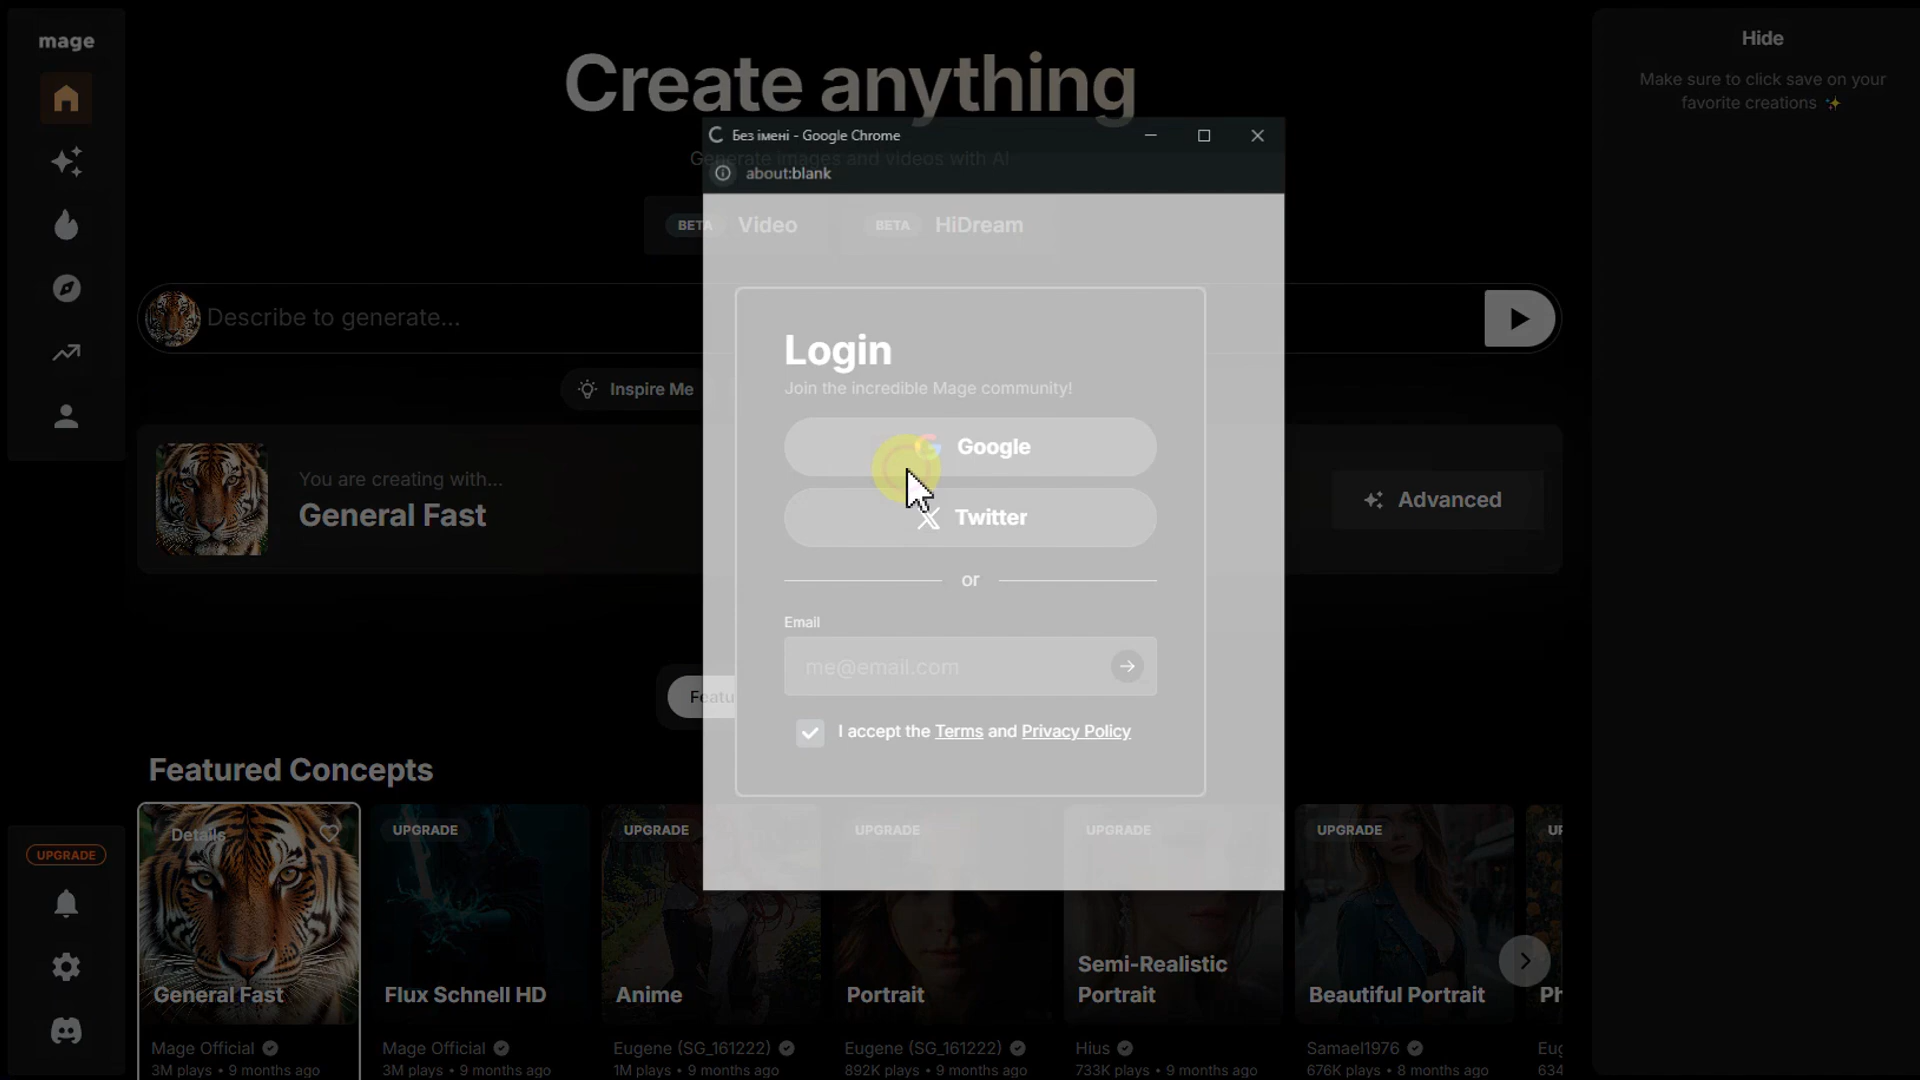 mage
Create anything
Hide
Make sure to click save on your
favorite creations
Без імені - Google Chrome
Generate images and videos with AI
about:blank
BETA Video
BETA HiDream
Describe to generate...
Login
Join the incredible Mage community!
Inspire Me
Google
You are creating with...
General Fast
Advanced
Twitter
or
Email
me@email.com
Featu
I accept the Terms and Privacy Policy
Featured Concepts
Details
UPGRADE
UPGRADE
UPGRADE
UPGRADE
UPGRADE
UP
UPGRADE
General Fast
Flux Schnell HD
Anime
Portrait
Semi-Realistic
Portrait
Beautiful Portrait
Ph
Mage Official
3M plays • 9 months ago
Mage Official
3M plays • 9 months ago
Eugene (SG_161222)
1M plays • 9 months ago
Eugene (SG_161222)
892K plays • 9 months ago
Hius
733K plays • 9 months ago
Samael1976
676K plays • 8 months ago
Eug
634